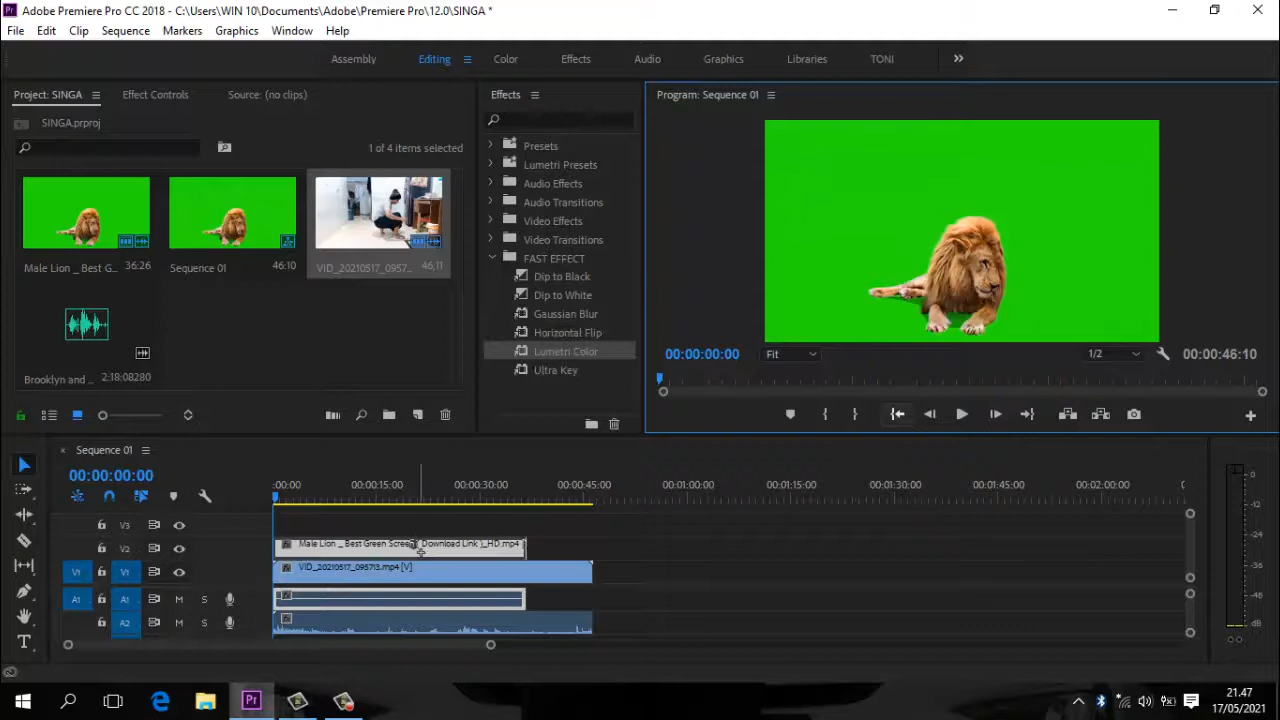 Adobe Premiere Pro CC 2018 - C:\Users\WIN 10\Documents\Adobe\Premiere Pro\12.0\SINGA *
File Edit Clip Sequence Markers Graphics Window Help
Assembly Editing Color Effects Audio Graphics Libraries TONI
Project: SINGA Effect Controls Source: (no clips)
SINGA.prproj
1 of 4 items selected
Male Lion _ Best G... 36:26
Sequence 01 46:10
VID_20210517_0957... 46;11
Brooklyn and ... 2:18:08280
Effects
Presets
Lumetri Presets
Audio Effects
Audio Transitions
Video Effects
Video Transitions
FAST EFFECT
Dip to Black
Dip to White
Gaussian Blur
Horizontal Flip
Lumetri Color
Ultra Key
Program: Sequence 01
00:00:00:00 Fit 1/2 00:00:46:10
Sequence 01
00:00:00:00
:00:00 00:00:15:00 00:00:30:00 00:00:45:00 00:01:00:00 00:01:15:00 00:01:30:00 00:01:45:00 00:02:00:00
V3
V2 Male Lion _ Best Green Screen Download Link )_HD.mp4
V1 V1 VID_20210517_095713.mp4 [V]
A1 A1 M S
A2 M S
0
-12
-24
-36
-48
dB
21.47
17/05/2021